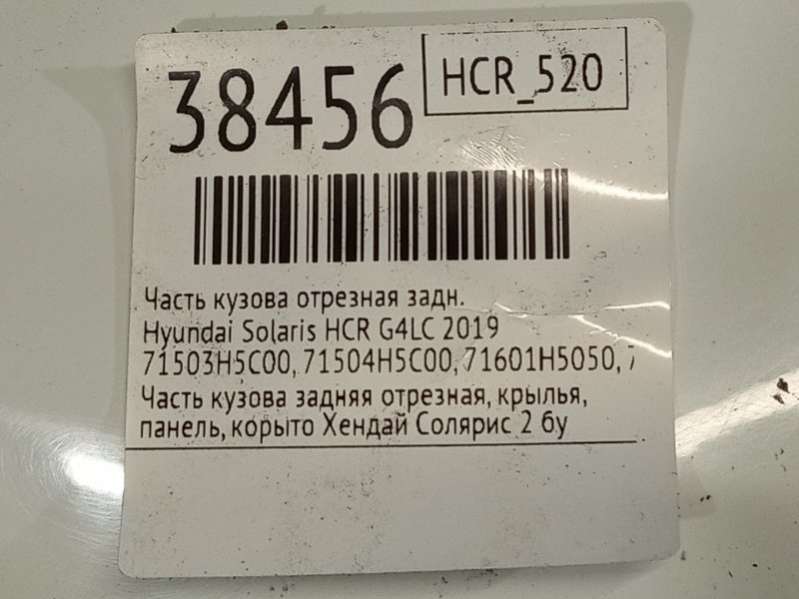 38456
HCR_520
Часть кузова отрезная задн.
Hyundai Solaris HCR G4LC 2019
71503H5C00, 71504H5C00, 71601H5050,
Часть кузова задняя отрезная, крылья,
панель, корыто Хендай Солярис 2 бу